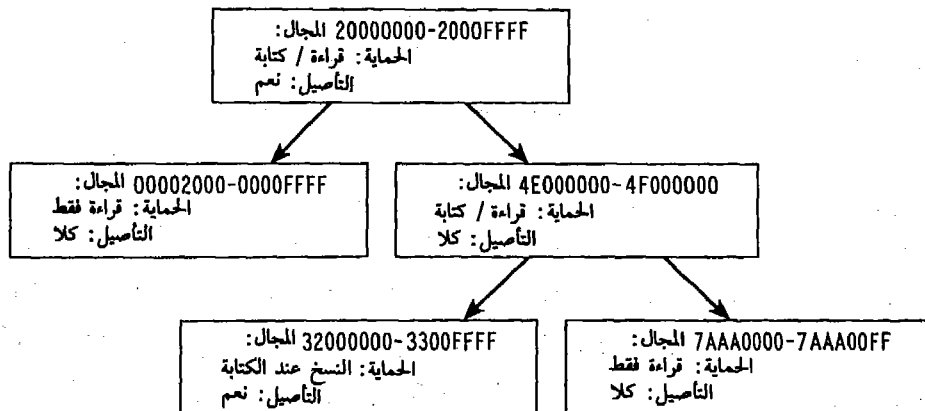 المجال: 20000000-2000FFFF
الحماية: قراءة / كتابة
التأصيل: نعم
المجال: 00002000-0000FFFF
الحماية: قراءة فقط
التأصيل: كلا
المجال: 4E000000-4F000000
الحماية: قراءة / كتابة
التأصيل: كلا
المجال: 32000000-3300FFFF
الحماية: النسخ عند الكتابة
التأصيل: نعم
المجال: 7AAA0000-7AAA00FF
الحماية: قراءة فقط
التأصيل: كلا